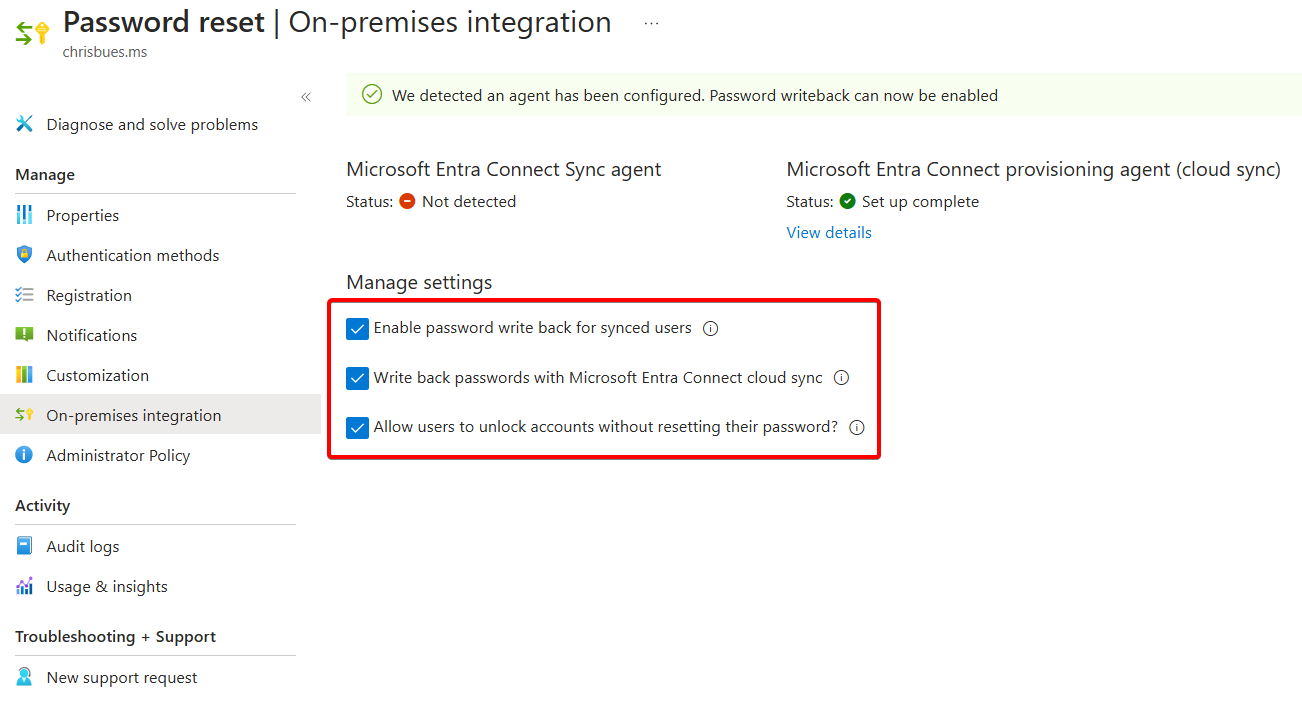 Password reset | On-premises integration ...
chrisbues.ms
«
Diagnose and solve problems
Manage
Properties
Authentication methods
Registration
Notifications
Customization
On-premises integration
Administrator Policy
Activity
Audit logs
Usage & insights
Troubleshooting + Support
New support request
We detected an agent has been configured. Password writeback can now be enabled
Microsoft Entra Connect Sync agent
Status: Not detected
Microsoft Entra Connect provisioning agent (cloud sync)
Status: Set up complete
View details
Manage settings
Enable password write back for synced users
Write back passwords with Microsoft Entra Connect cloud sync
Allow users to unlock accounts without resetting their password?